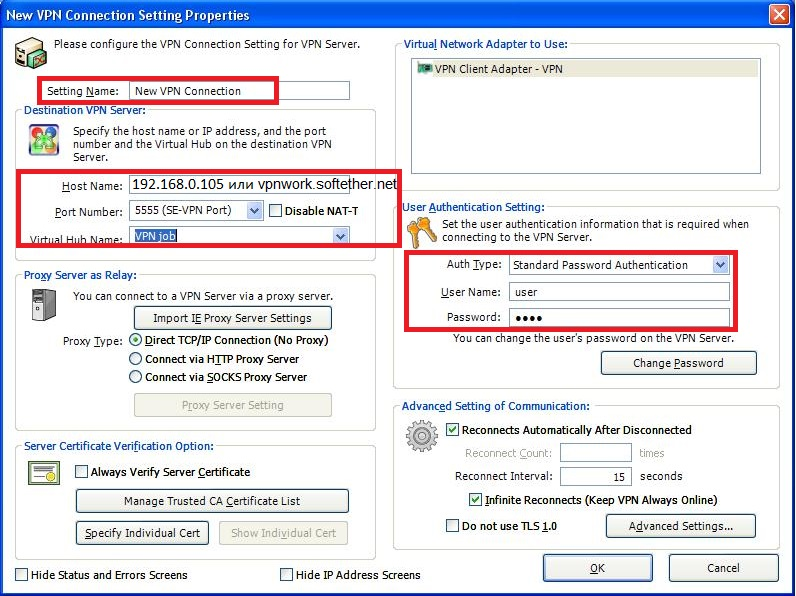 New VPN Connection Setting Properties
Please configure the VPN Connection Setting for VPN Server.
Setting Name: New VPN Connection
Destination VPN Server:
Specify the host name or IP address, and the port
number and the Virtual Hub on the destination VPN
Server.
Host Name: 192.168.0.105 или vpnwork.softether.net
Port Number: 5555 (SE-VPN Port) Disable NAT-T
Virtual Hub Name: VPN job
Proxy Server as Relay:
You can connect to a VPN Server via a proxy server.
Import IE Proxy Server Settings
Proxy Type: Direct TCP/IP Connection (No Proxy)
Connect via HTTP Proxy Server
Connect via SOCKS Proxy Server
Proxy Server Setting
Server Certificate Verification Option:
Always Verify Server Certificate
Manage Trusted CA Certificate List
Specify Individual Cert Show Individual Cert
Hide Status and Errors Screens Hide IP Address Screens
Virtual Network Adapter to Use:
VPN Client Adapter - VPN
User Authentication Setting:
Set the user authentication information that is required when
connecting to the VPN Server.
Auth Type: Standard Password Authentication
User Name: user
Password: ●●●●
You can change the user's password on the VPN Server.
Change Password
Advanced Setting of Communication:
Reconnects Automatically After Disconnected
Reconnect Count: times
Reconnect Interval: 15 seconds
Infinite Reconnects (Keep VPN Always Online)
Do not use TLS 1.0 Advanced Settings...
OK Cancel